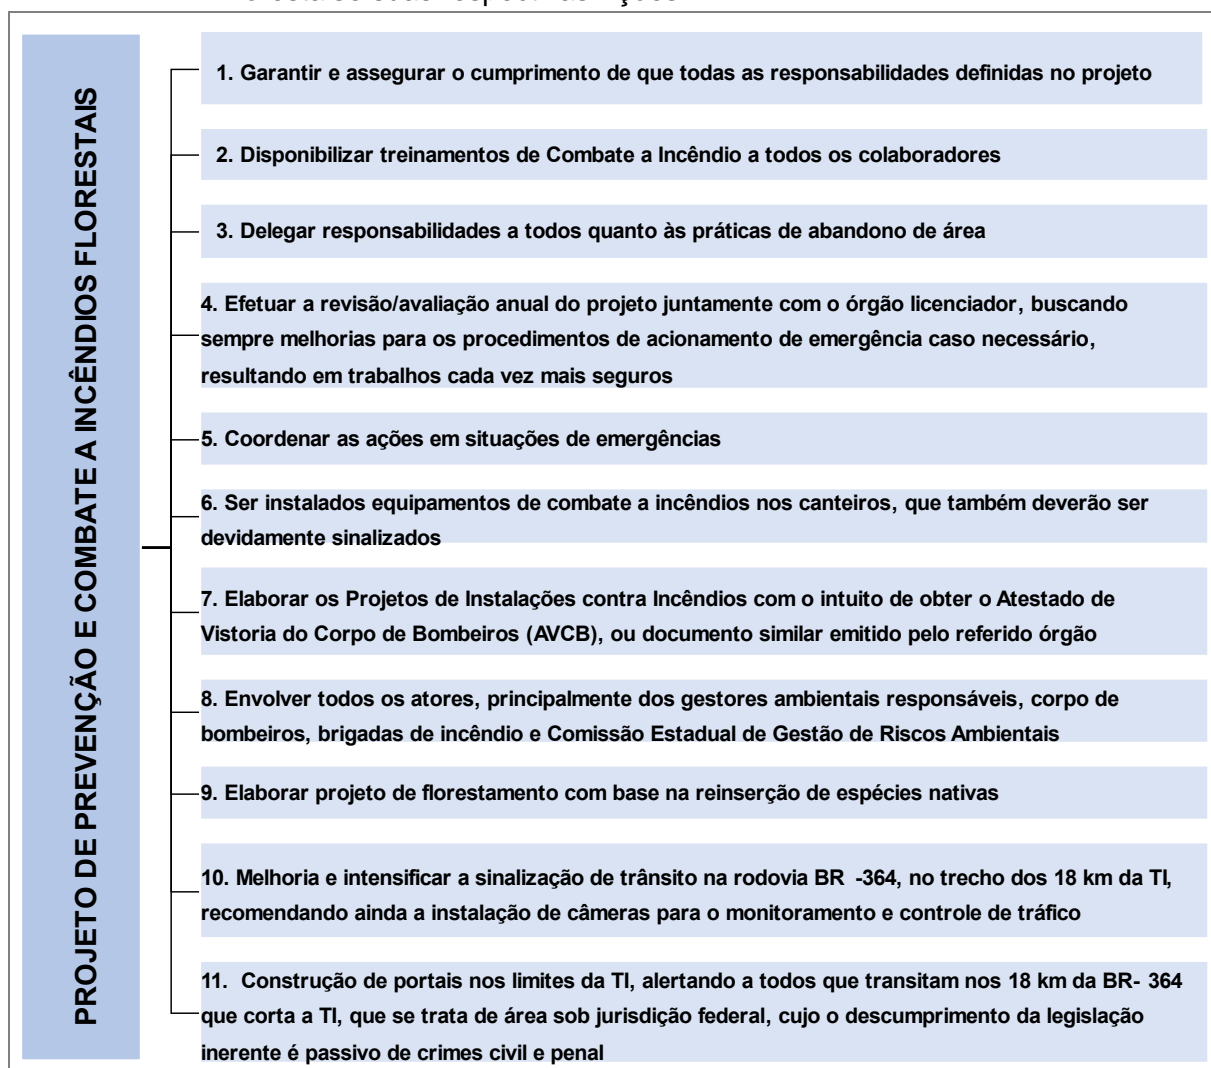 PROJETO DE PREVENÇÃO E COMBATE A INCÊNDIOS FLORESTAIS
1. Garantir e assegurar o cumprimento de que todas as responsabilidades definidas no projeto
2. Disponibilizar treinamentos de Combate a Incêndio a todos os colaboradores
3. Delegar responsabilidades a todos quanto às práticas de abandono de área
4. Efetuar a revisão/avaliação anual do projeto juntamente com o órgão licenciador, buscando
sempre melhorias para os procedimentos de acionamento de emergência caso necessário,
resultando em trabalhos cada vez mais seguros
5. Coordenar as ações em situações de emergências
6. Ser instalados equipamentos de combate a incêndios nos canteiros, que também deverão ser
devidamente sinalizados
7. Elaborar os Projetos de Instalações contra Incêndios com o intuito de obter o Atestado de
Vistoria do Corpo de Bombeiros (AVCB), ou documento similar emitido pelo referido órgão
8. Envolver todos os atores, principalmente dos gestores ambientais responsáveis, corpo de
bombeiros, brigadas de incêndio e Comissão Estadual de Gestão de Riscos Ambientais
9. Elaborar projeto de florestamento com base na reinserção de espécies nativas
10. Melhoria e intensificar a sinalização de trânsito na rodovia BR -364, no trecho dos 18 km da TI,
recomendando ainda a instalação de câmeras para o monitoramento e controle de tráfico
11. Construção de portais nos limites da TI, alertando a todos que transitam nos 18 km da BR- 364
que corta a TI, que se trata de área sob jurisdição federal, cujo o descumprimento da legislação
inerente é passivo de crimes civil e penal